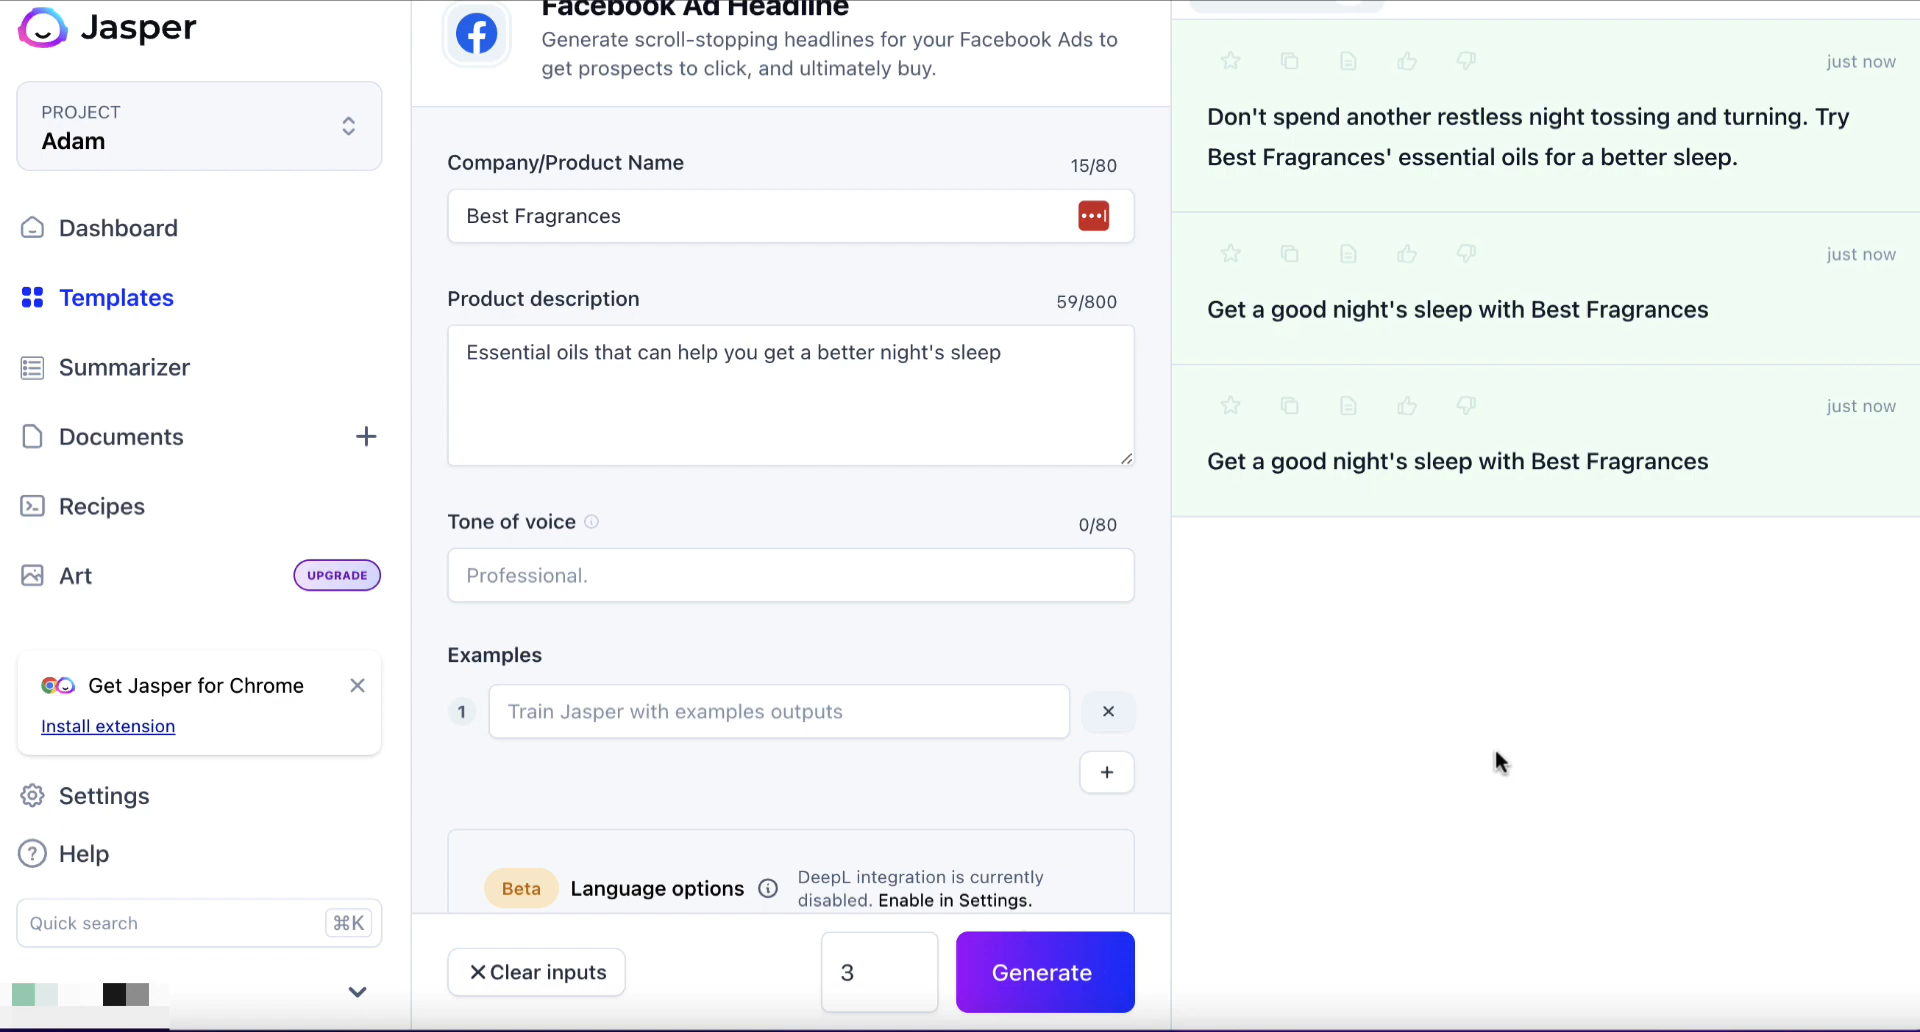 Jasper
PROJECT
Adam
Dashboard
Templates
Summarizer
Documents
Recipes
Art
UPGRADE
Get Jasper for Chrome
Install extension
Settings
Help
Quick search
⌘K
Facebook Ad Headline
Generate scroll-stopping headlines for your Facebook Ads to
get prospects to click, and ultimately buy.
Company/Product Name
15/80
Best Fragrances
Product description
59/800
Essential oils that can help you get a better night's sleep
Tone of voice
0/80
Professional.
Examples
1
Train Jasper with examples outputs
Beta
Language options
DeepL integration is currently
disabled. Enable in Settings.
Clear inputs
3
Generate
just now
Don't spend another restless night tossing and turning. Try
Best Fragrances' essential oils for a better sleep.
just now
Get a good night's sleep with Best Fragrances
just now
Get a good night's sleep with Best Fragrances